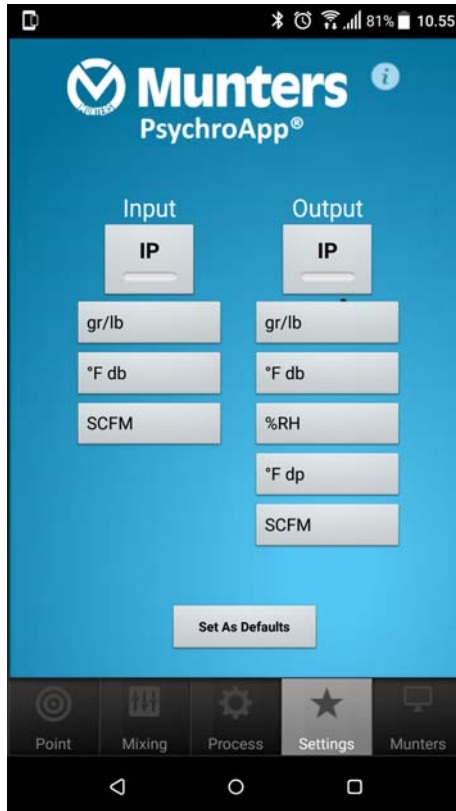 81% 10.55
Munters
MUNTERS
PsychroApp®
i
Input Output
IP IP
gr/lb gr/lb
°F db °F db
SCFM %RH
°F dp
SCFM
Set As Defaults
Point Mixing Process Settings Munters